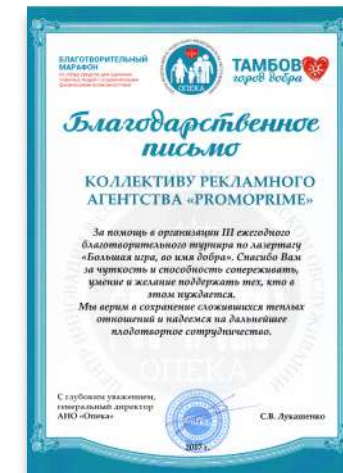 БЛАГОТВОРИТЕЛЬНЫЙ
МАРАФОН
ОПЕКА
ТАМБОВ
город добра
Благодарственное
письмо
КОЛЛЕКТИВУ РЕКЛАМНОГО
АГЕНТСТВА «PROMOPRIME»
За помощь в организации III ежегодного
благотворительного турнира по лазертагу
«Большая игра, во имя добра». Спасибо Вам
за чуткость и способность сопереживать,
умение и желание поддержать тех, кто в
этом нуждается.
Мы верим в сохранение сложившихся теплых
отношений и надеемся на дальнейшее
плодотворное сотрудничество.
ОПЕКА
С глубоким уважением,
генеральный директор
АНО «Опека»
С.В. Лукашенко
2017 г.